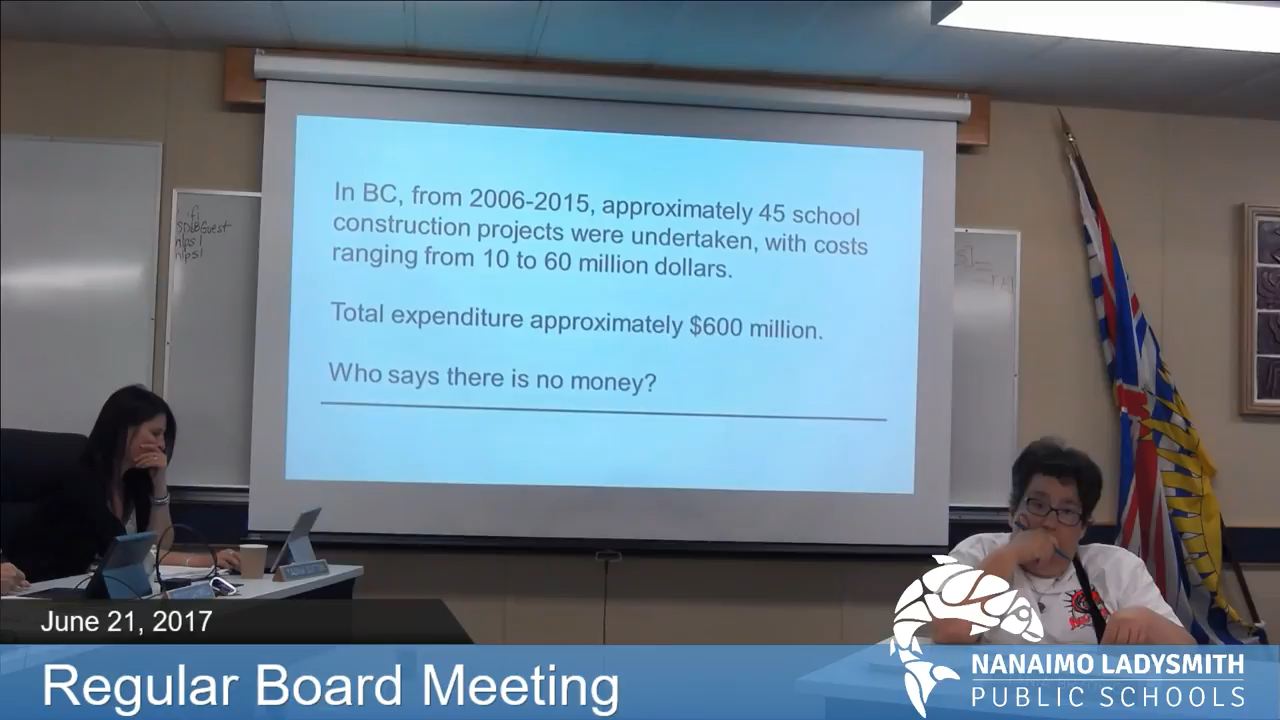 In BC, from 2006-2015, approximately 45 school
construction projects were undertaken, with costs
ranging from 10 to 60 million dollars.
Total expenditure approximately $600 million.
Who says there is no money?
June 21, 2017
Regular Board Meeting
NANAIMO LADYSMITH
PUBLIC SCHOOLS